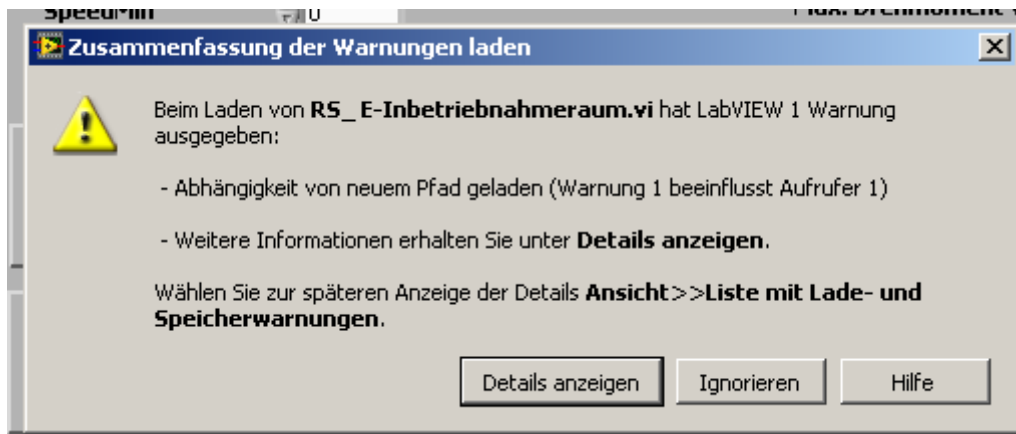 SpeedMin 0
Zusammenfassung der Warnungen laden
Beim Laden von RS_ E-Inbetriebnahmeraum.vi hat LabVIEW 1 Warnung
ausgegeben:
- Abhängigkeit von neuem Pfad geladen (Warnung 1 beeinflusst Aufrufer 1)
- Weitere Informationen erhalten Sie unter Details anzeigen.
Wählen Sie zur späteren Anzeige der Details Ansicht>>Liste mit Lade- und
Speicherwarnungen.
Details anzeigen Ignorieren Hilfe